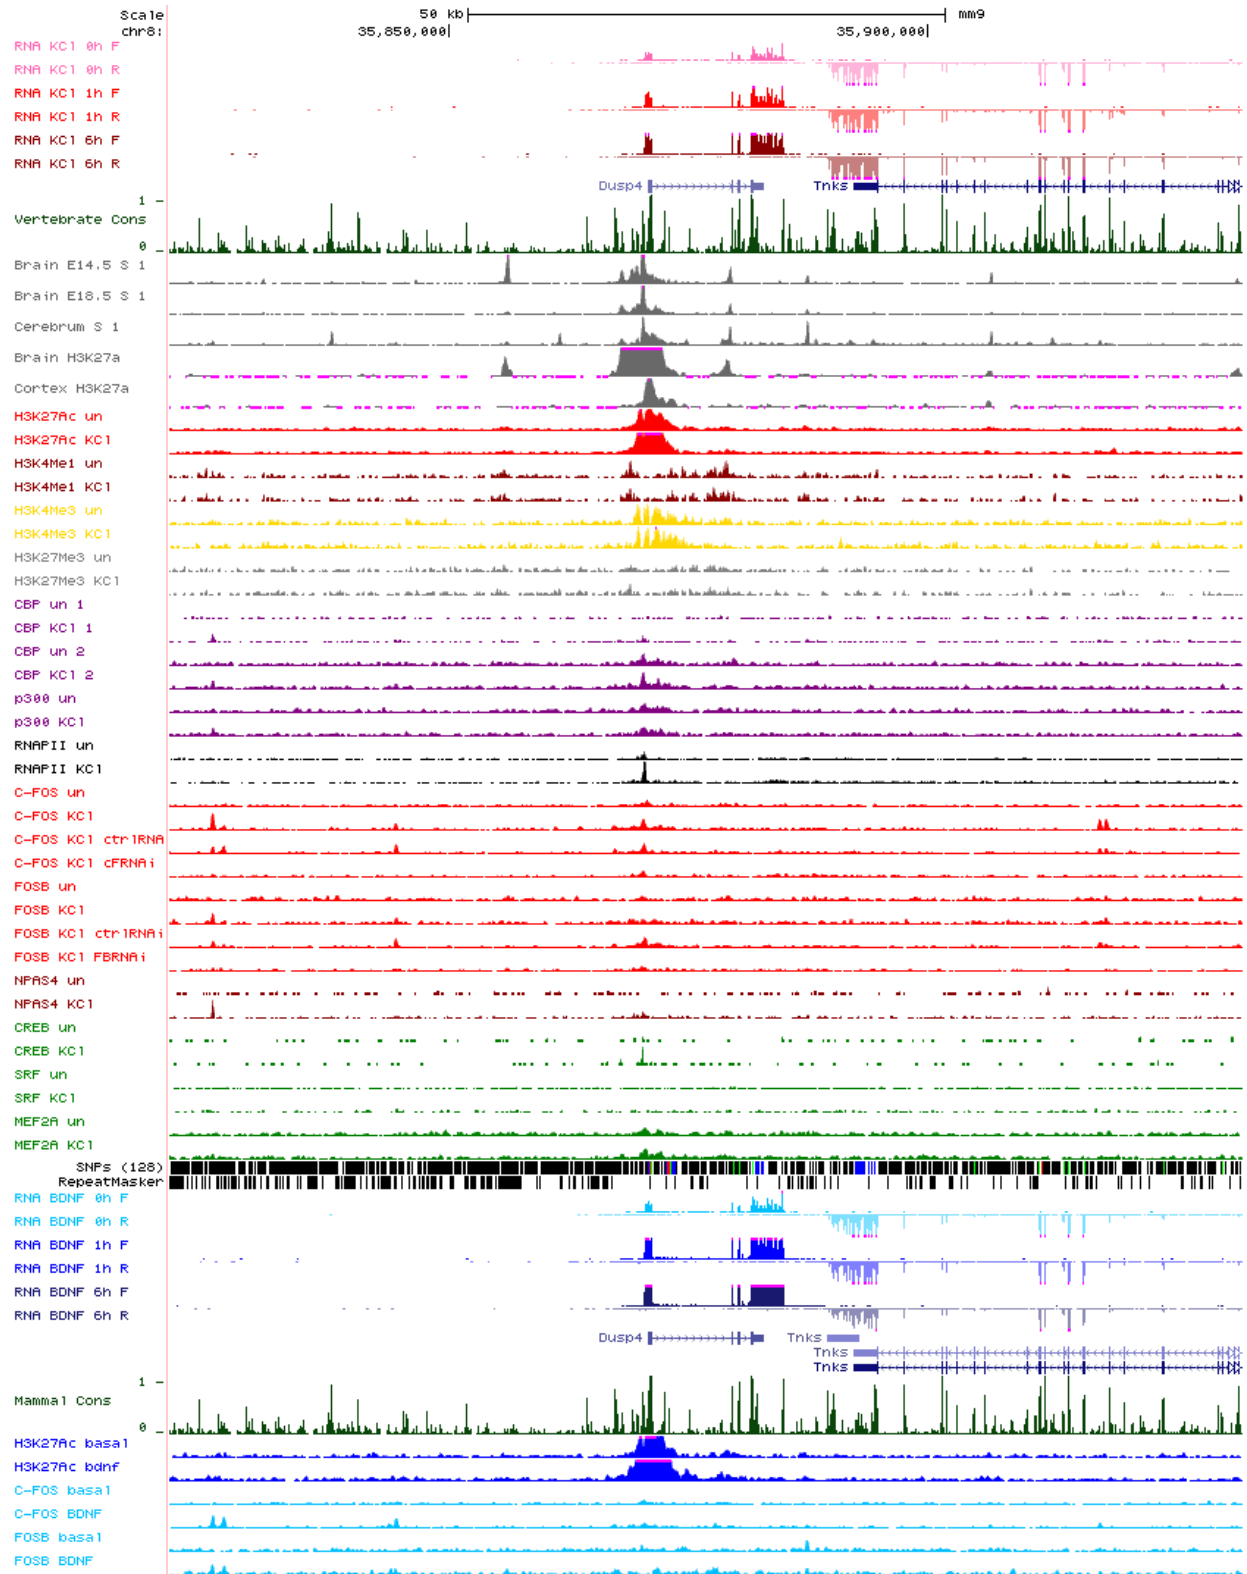 Scale 50 kb mm9
chr8: 35,850,000 35,900,000
RNA KCl 0h F
RNA KCl 0h R
RNA KCl 1h F
RNA KCl 1h R
RNA KCl 6h F
RNA KCl 6h R
Dusp4 Tnks
1
Vertebrate Cons
0
Brain E14.5 S 1
Brain E18.5 S 1
Cerebrum S 1
Brain H3K27a
Cortex H3K27a
H3K27Ac un
H3K27Ac KCl
H3K4Me1 un
H3K4Me1 KCl
H3K4Me3 un
H3K4Me3 KCl
H3K27Me3 un
H3K27Me3 KCl
CBP un 1
CBP KCl 1
CBP un 2
CBP KCl 2
p300 un
p300 KCl
RNAPII un
RNAPII KCl
C-FOS un
C-FOS KCl
C-FOS KCl ctrlRNA
C-FOS KCl cFRNAi
FOSB un
FOSB KCl
FOSB KCl ctrlRNAi
FOSB KCl FBRNAi
NPAS4 un
NPAS4 KCl
CREB un
CREB KCl
SRF un
SRF KCl
MEF2A un
MEF2A KCl
SNPs (128)
RepeatMasker
RNA BDNF 0h F
RNA BDNF 0h R
RNA BDNF 1h F
RNA BDNF 1h R
RNA BDNF 6h F
RNA BDNF 6h R
Dusp4 Tnks
Tnks
Tnks
1
Mammal Cons
0
H3K27Ac basal
H3K27Ac bdnf
C-FOS basal
C-FOS BDNF
FOSB basal
FOSB BDNF